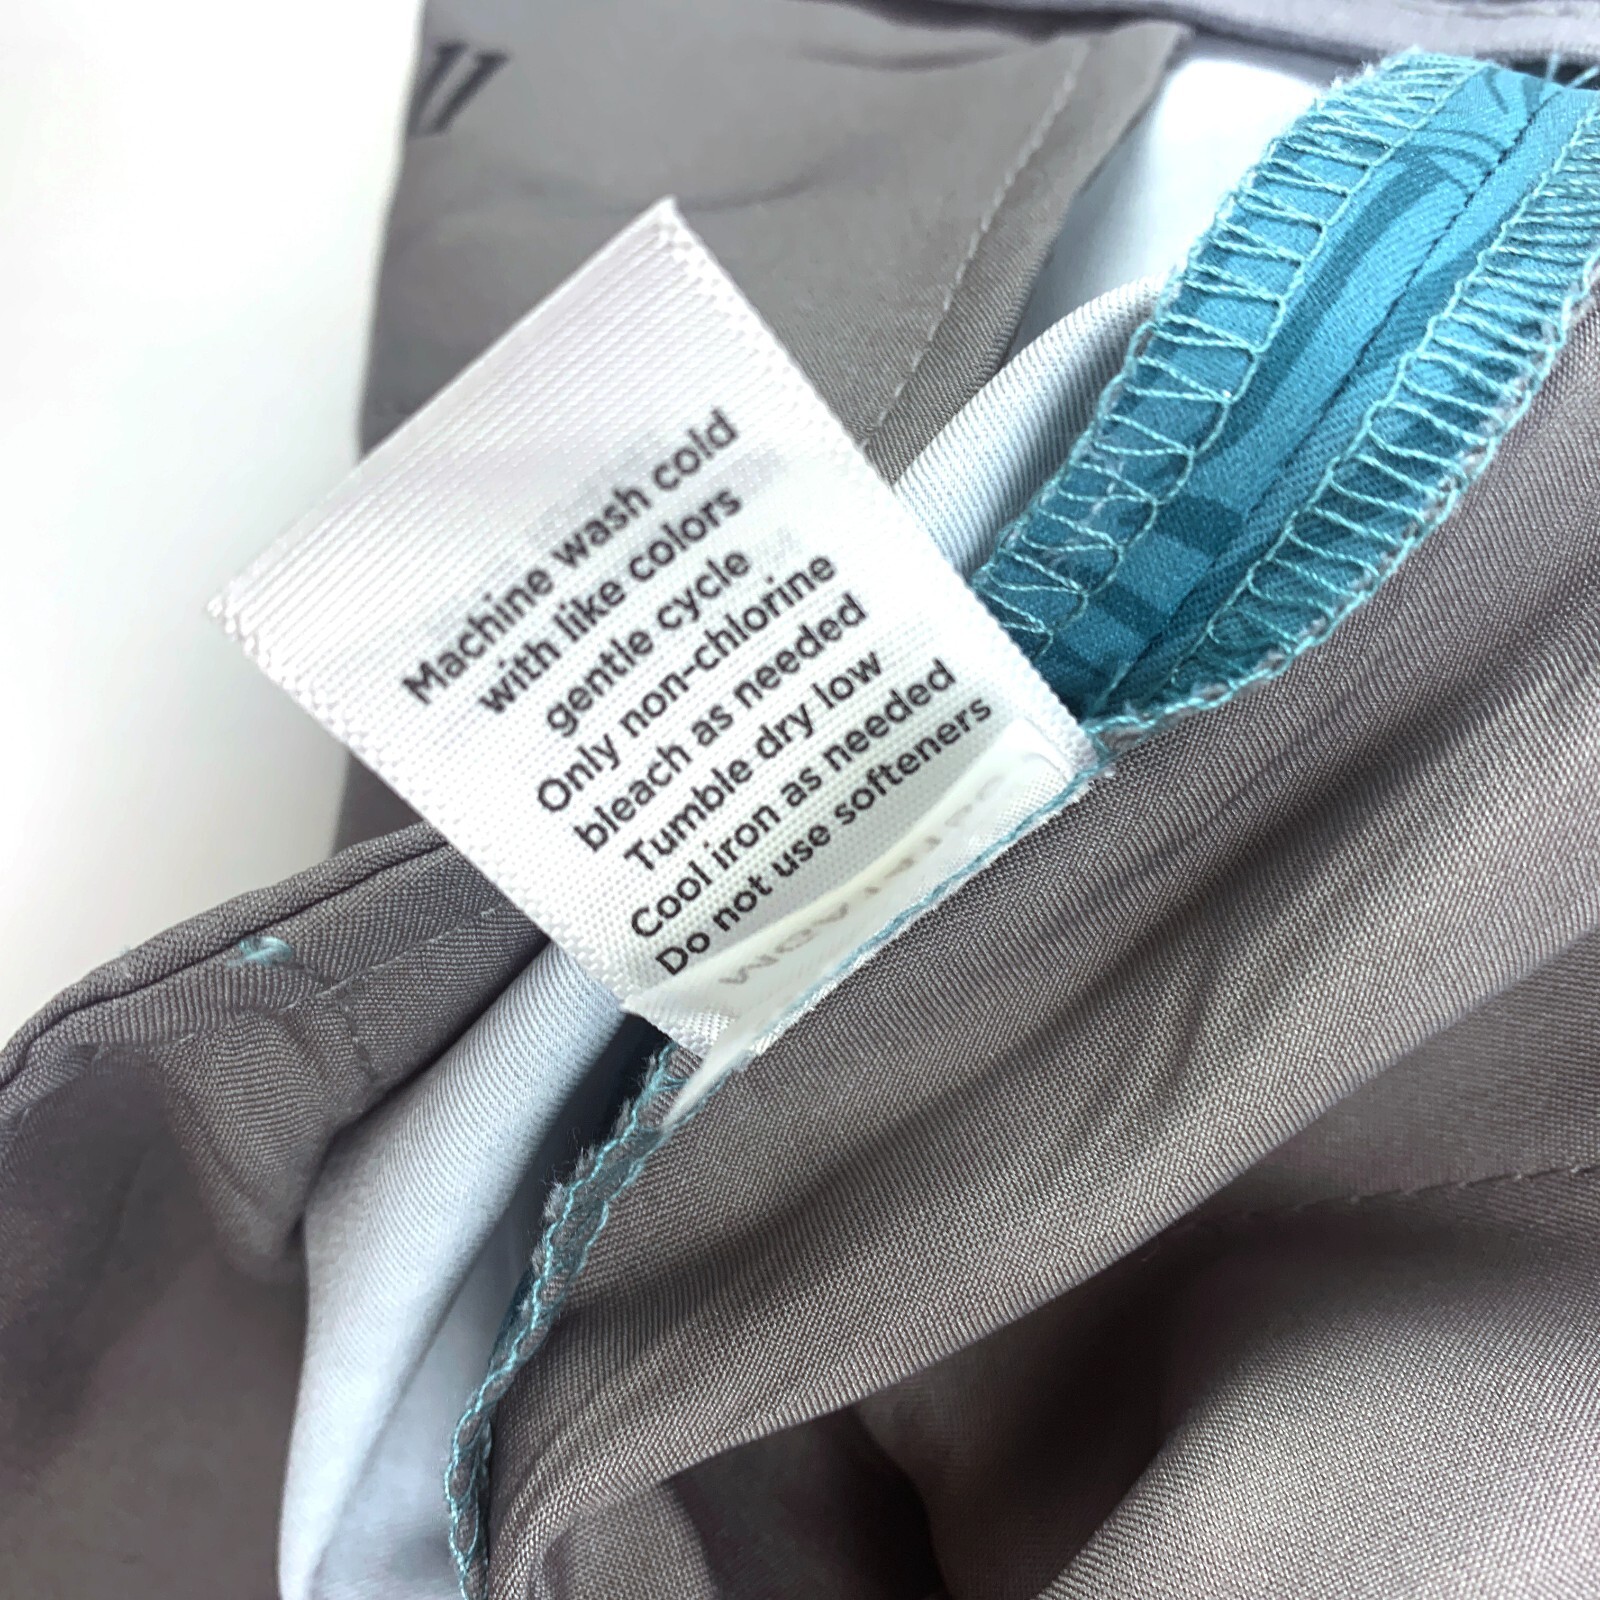 Machine wash cold
with like colors
gentle cycle
Only non-chlorine
bleach as needed
Tumble dry low
Cool iron as needed
Do not use softeners